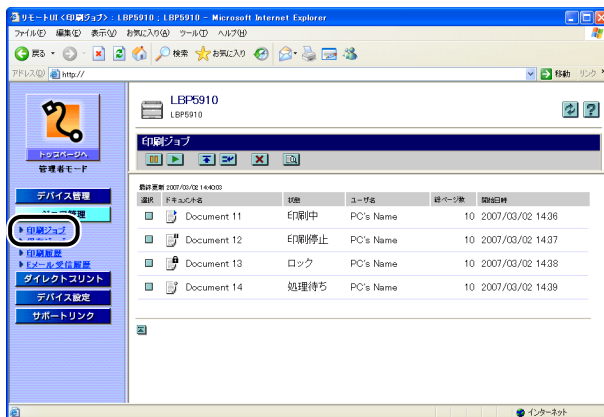 リモートUI <印刷ジョブ> : LBP5910 ; LBP5910 - Microsoft Internet Explorer
ファイル(F) 編集(E) 表示(V) お気に入り(A) ツール(T) ヘルプ(H)
戻る 検索 お気に入り
アドレス(D) http:// 移動 リンク
LBP5910
LBP5910
トップページへ
管理者モード
印刷ジョブ
デバイス管理
印刷ジョブ
印刷履歴
Eメール受信履歴
ダイレクトプリント
デバイス設定
サポートリンク
最終更新 2007/03/02 14:40:03
選択 ドキュメント名 状態 ユーザ名 総ページ数 開始日時
Document 11 印刷中 PC's Name 10 2007/03/02 14:36
Document 12 印刷停止 PC's Name 10 2007/03/02 14:37
Document 13 ロック PC's Name 10 2007/03/02 14:38
Document 14 処理待ち PC's Name 10 2007/03/02 14:39
インターネット